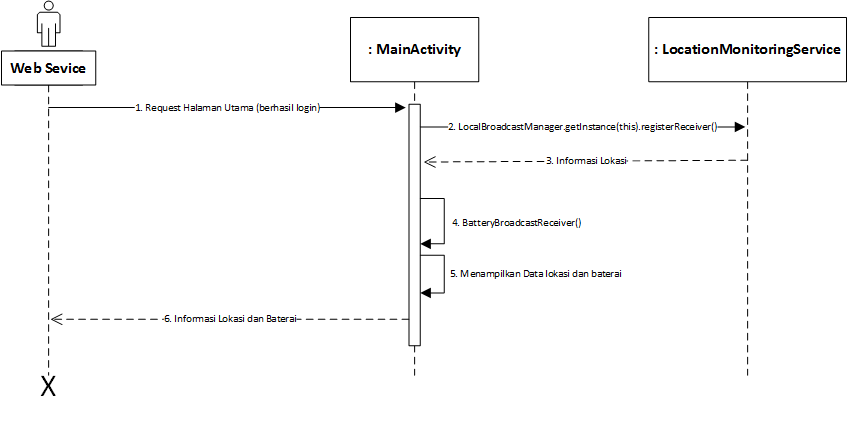 Web Sevice
: MainActivity
: LocationMonitoringService
1. Request Halaman Utama (berhasil login)
2. LocalBroadcastManager.getInstance(this).registerReceiver()
3. Informasi Lokasi
4. BatteryBroadcastReceiver()
5. Menampilkan Data lokasi dan baterai
6. Informasi Lokasi dan Baterai
X